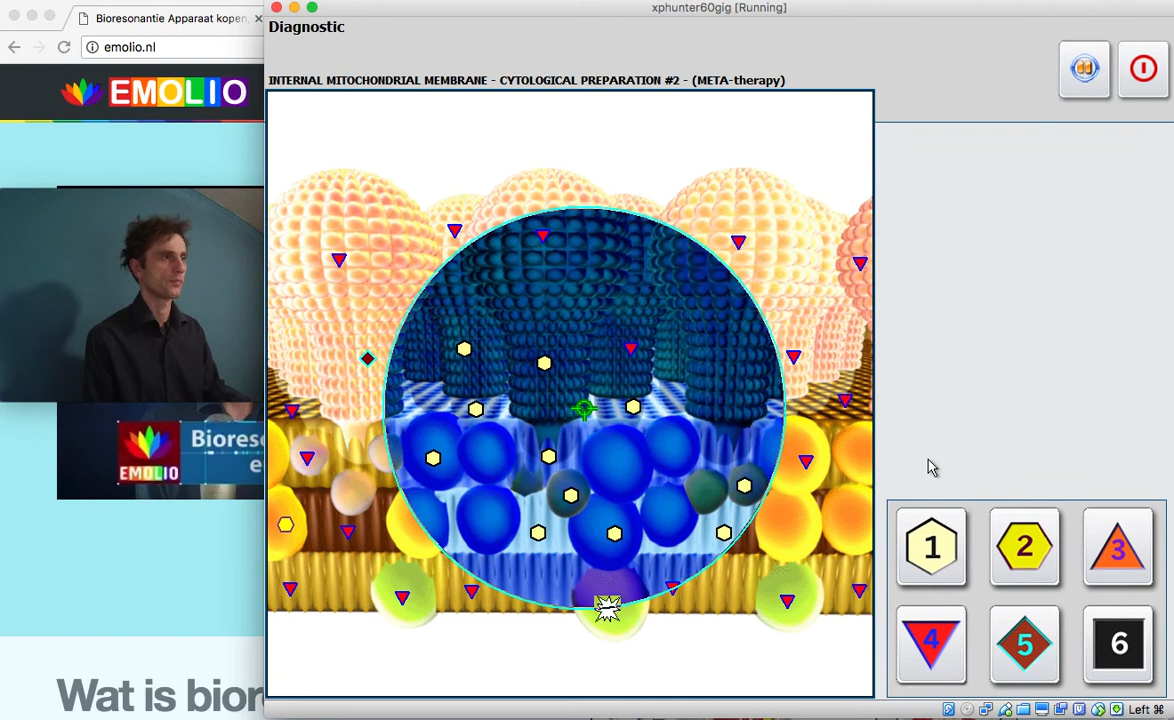 Bioresonantie Apparaat kopen,
emolio.nl
EMOLIO
xphunter60gig [Running]
Diagnostic
INTERNAL MITOCHONDRIAL MEMBRANE - CYTOLOGICAL PREPARATION #2 - (META-therapy)
Biores
e
EMOLIO
1
2
3
4
5
6
Left ⌘
Wat is bior